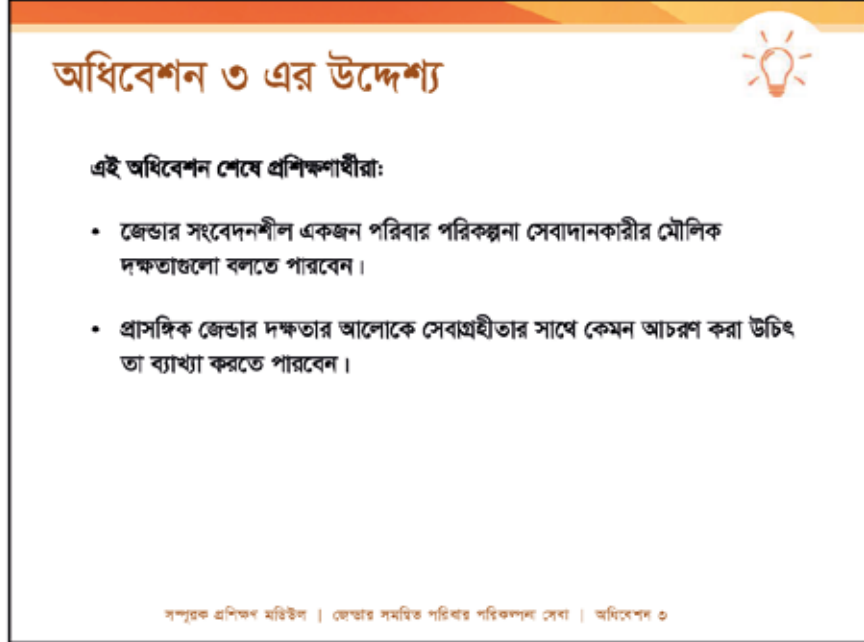 অধিবেশন ৩ এর উদ্দেশ্য
এই অধিবেশন শেষে প্রশিক্ষণার্থীরা:
• জেন্ডার সংবেদনশীল একজন পরিবার পরিকল্পনা সেবাদানকারীর মৌলিক
দক্ষতাগুলো বলতে পারবেন।
• প্রাসঙ্গিক জেন্ডার দক্ষতার আলোকে সেবাগ্রহীতার সাথে কেমন আচরণ করা উচিৎ
তা ব্যাখ্যা করতে পারবেন।
সম্পূরক প্রশিক্ষণ মডিউল | জেন্ডার সমন্বিত পরিবার পরিকল্পনা সেবা | অধিবেশন ৩